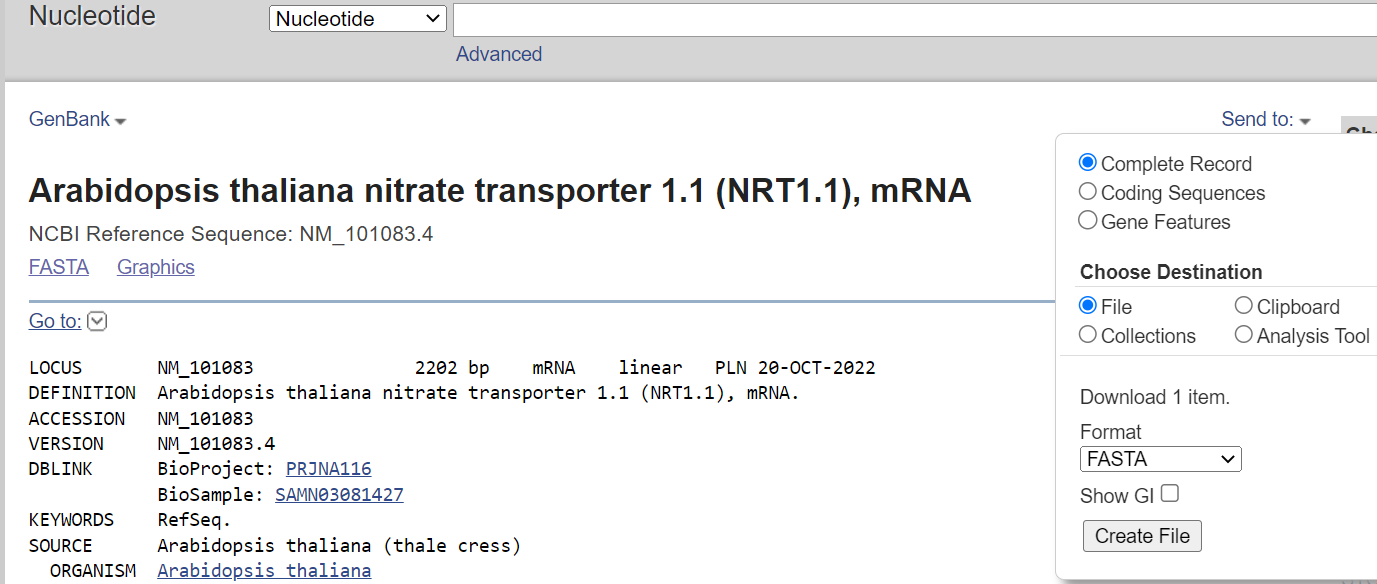 Nucleotide
Nucleotide
Advanced
GenBank
Send to:
Complete Record
Coding Sequences
Gene Features
Choose Destination
File Clipboard
Collections Analysis Tool
Download 1 item.
Format
FASTA
Show GI
Create File
Arabidopsis thaliana nitrate transporter 1.1 (NRT1.1), mRNA
NCBI Reference Sequence: NM_101083.4
FASTA Graphics
Go to:
LOCUS NM_101083 2202 bp mRNA linear PLN 20-OCT-2022
DEFINITION Arabidopsis thaliana nitrate transporter 1.1 (NRT1.1), mRNA.
ACCESSION NM_101083
VERSION NM_101083.4
DBLINK BioProject: PRJNA116
BioSample: SAMN03081427
KEYWORDS RefSeq.
SOURCE Arabidopsis thaliana (thale cress)
ORGANISM Arabidopsis thaliana